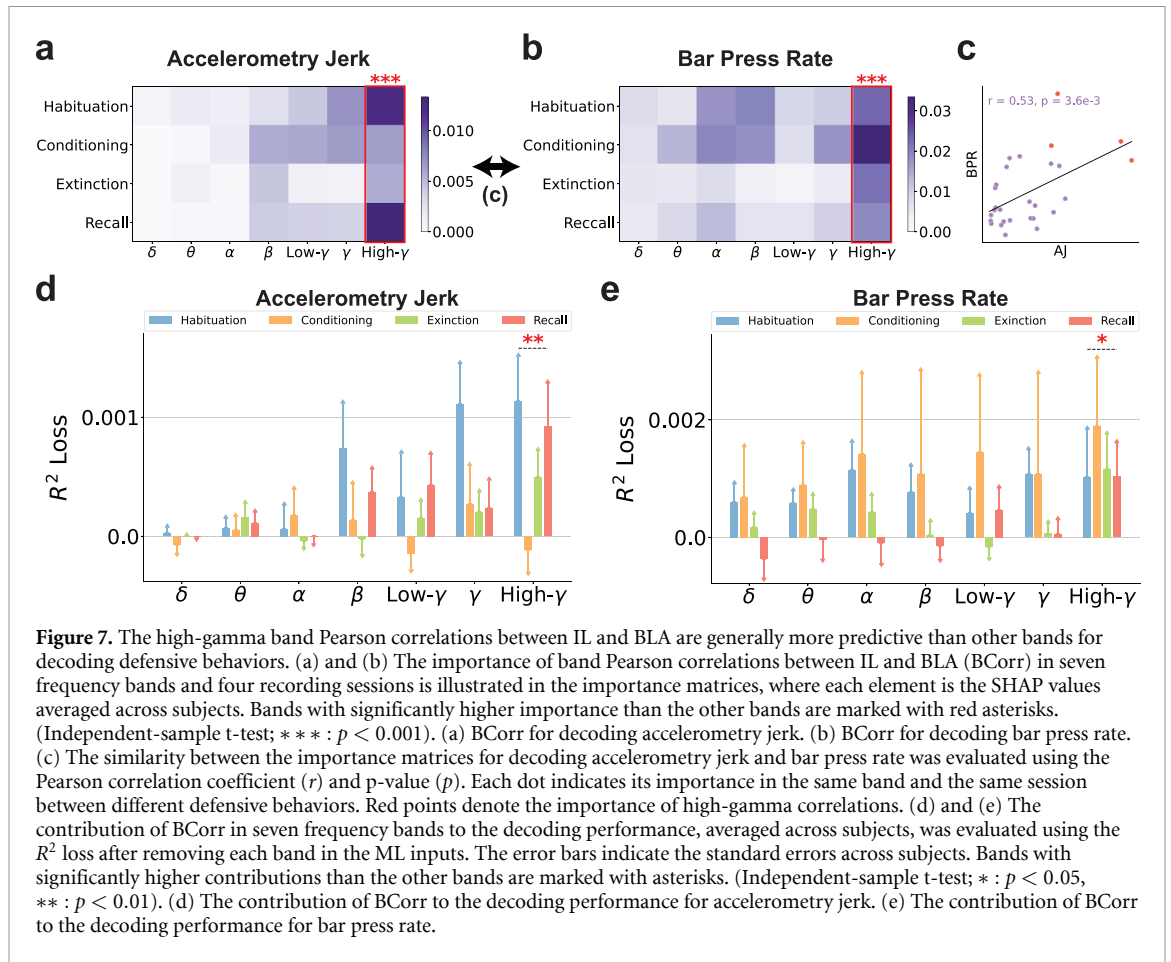 a
Accelerometry Jerk
***
Habituation
Conditioning
Extinction
Recall
δ θ α β Low-γ γ High-γ
0.010
0.005
0.000
(c)
b
Bar Press Rate
***
Habituation
Conditioning
Extinction
Recall
δ θ α β Low-γ γ High-γ
0.03
0.02
0.01
0.00
c
r = 0.53, p = 3.6e-3
BPR
AJ
d
Accelerometry Jerk
Habituation Conditioning Exinction Recall
**
R² Loss
0.001
0.0
δ θ α β Low-γ γ High-γ
e
Bar Press Rate
Habituation Conditioning Exinction Recall
*
R² Loss
0.002
0.0
δ θ α β Low-γ γ High-γ
Figure 7. The high-gamma band Pearson correlations between IL and BLA are generally more predictive than other bands for
decoding defensive behaviors. (a) and (b) The importance of band Pearson correlations between IL and BLA (BCorr) in seven
frequency bands and four recording sessions is illustrated in the importance matrices, where each element is the SHAP values
averaged across subjects. Bands with significantly higher importance than the other bands are marked with red asterisks.
(Independent-sample t-test; ∗ ∗ ∗ : p < 0.001). (a) BCorr for decoding accelerometry jerk. (b) BCorr for decoding bar press rate.
(c) The similarity between the importance matrices for decoding accelerometry jerk and bar press rate was evaluated using the
Pearson correlation coefficient (r) and p-value (p). Each dot indicates its importance in the same band and the same session
between different defensive behaviors. Red points denote the importance of high-gamma correlations. (d) and (e) The
contribution of BCorr in seven frequency bands to the decoding performance, averaged across subjects, was evaluated using the
R² loss after removing each band in the ML inputs. The error bars indicate the standard errors across subjects. Bands with
significantly higher contributions than the other bands are marked with asterisks. (Independent-sample t-test; ∗ : p < 0.05,
∗∗ : p < 0.01). (d) The contribution of BCorr to the decoding performance for accelerometry jerk. (e) The contribution of BCorr
to the decoding performance for bar press rate.